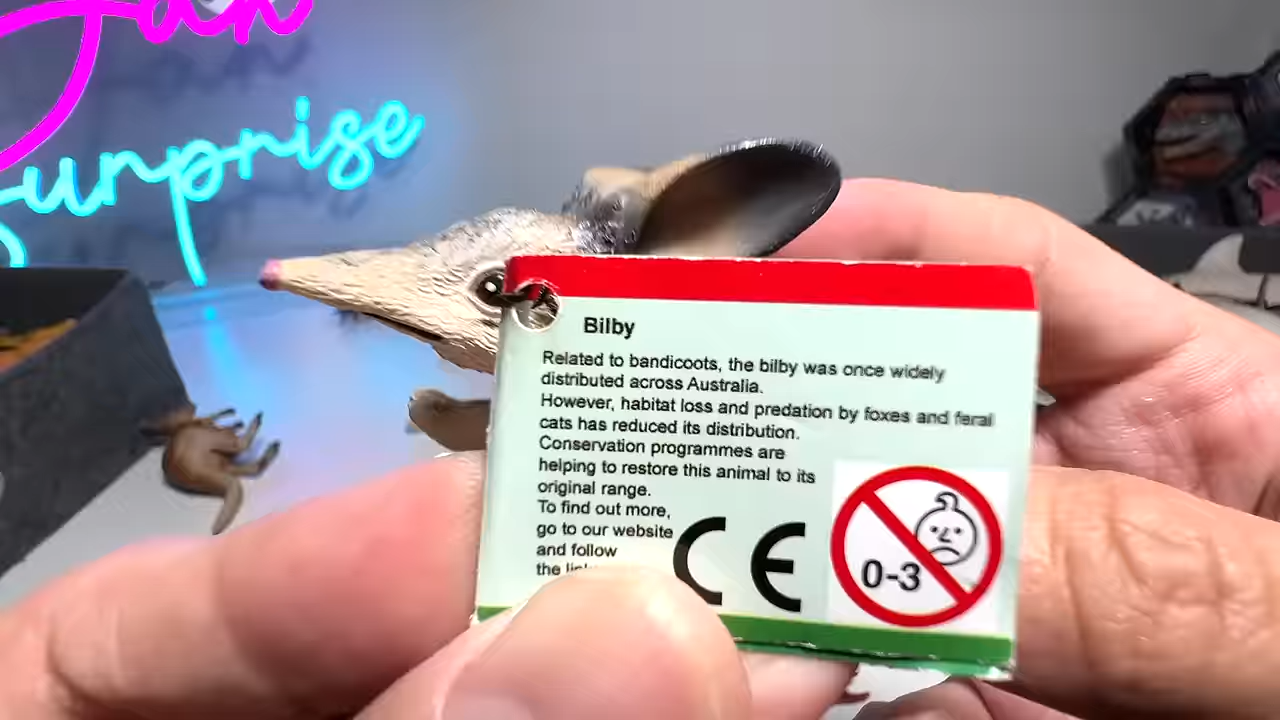 Surprise
Bilby
Related to bandicoots, the bilby was once widely
distributed across Australia.
However, habitat loss and predation by foxes and feral
cats has reduced its distribution.
Conservation programmes are
helping to restore this animal to its
original range.
To find out more,
go to our website
and follow
the
CE
0-3